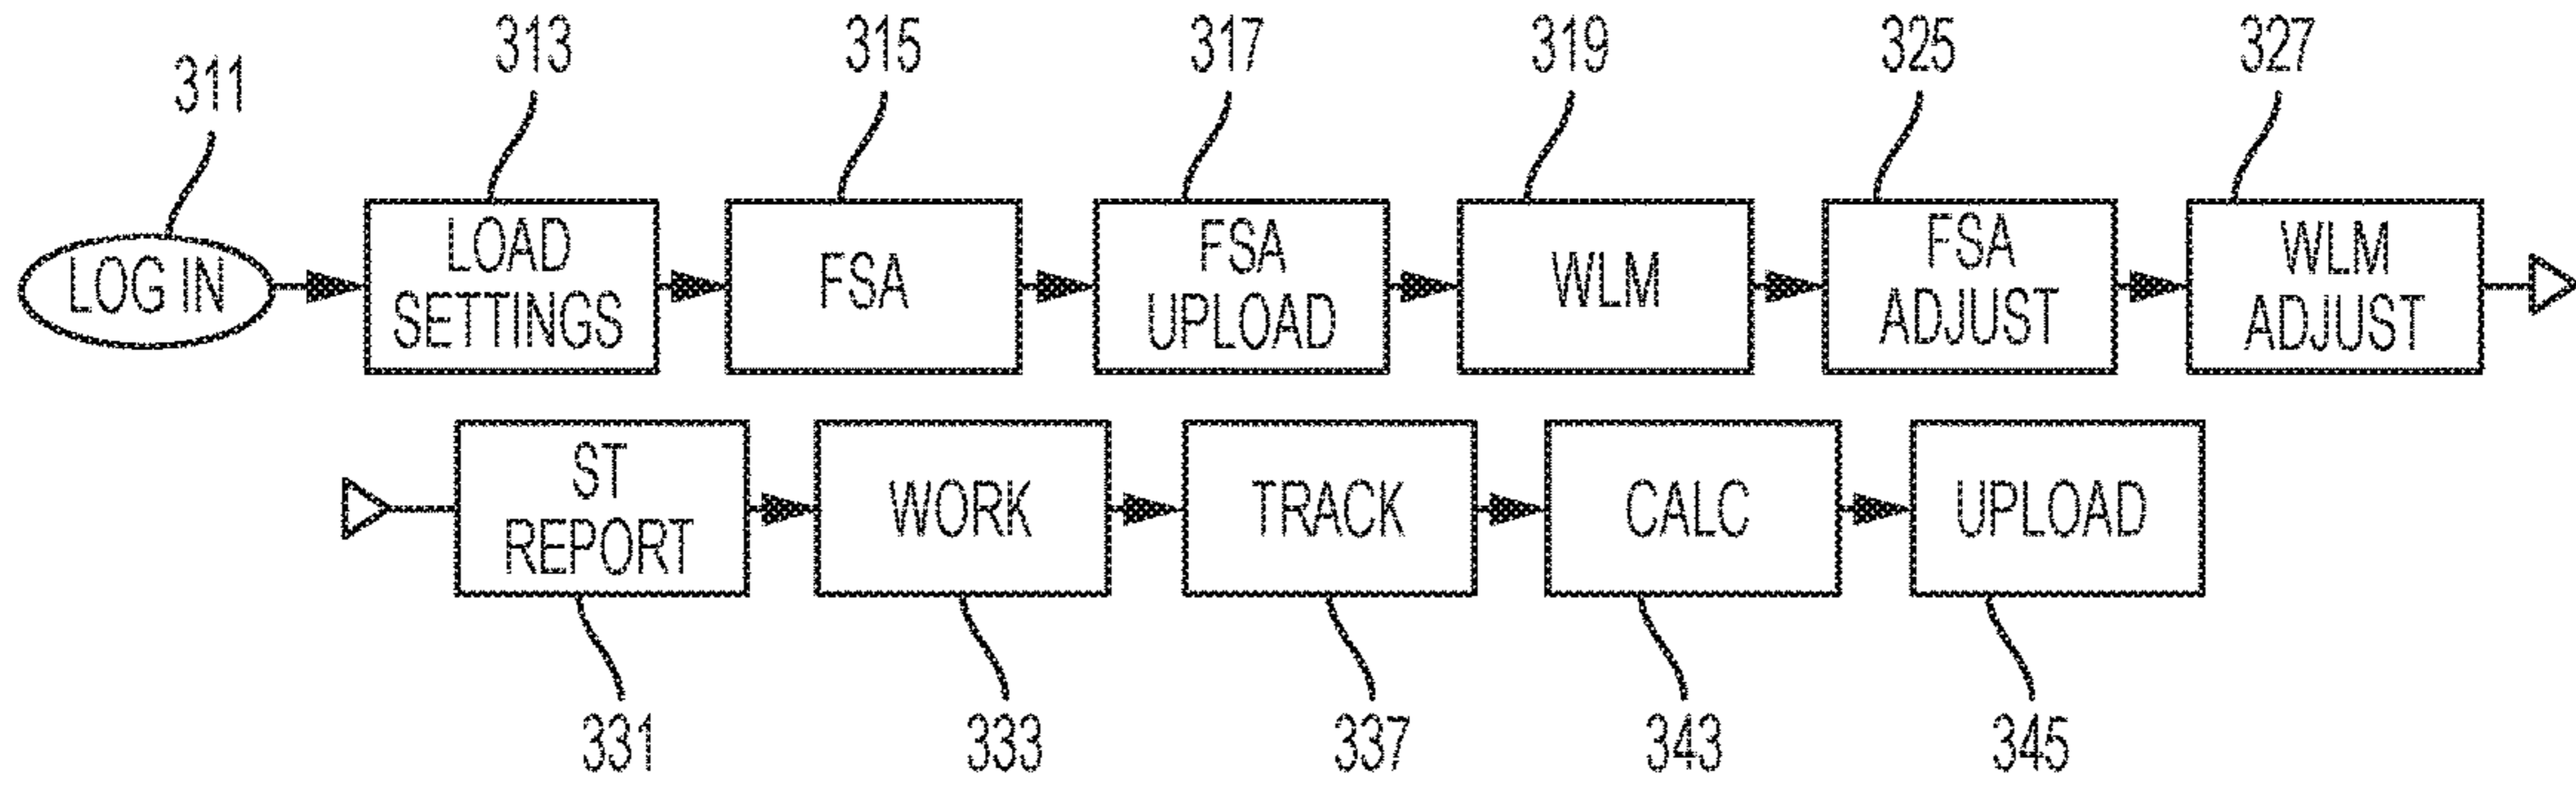 311
313
315
317
319
325
327
LOG IN
LOAD
SETTINGS
FSA
FSA
UPLOAD
WLM
FSA
ADJUST
WLM
ADJUST
ST
REPORT
WORK
TRACK
CALC
UPLOAD
331
333
337
343
345